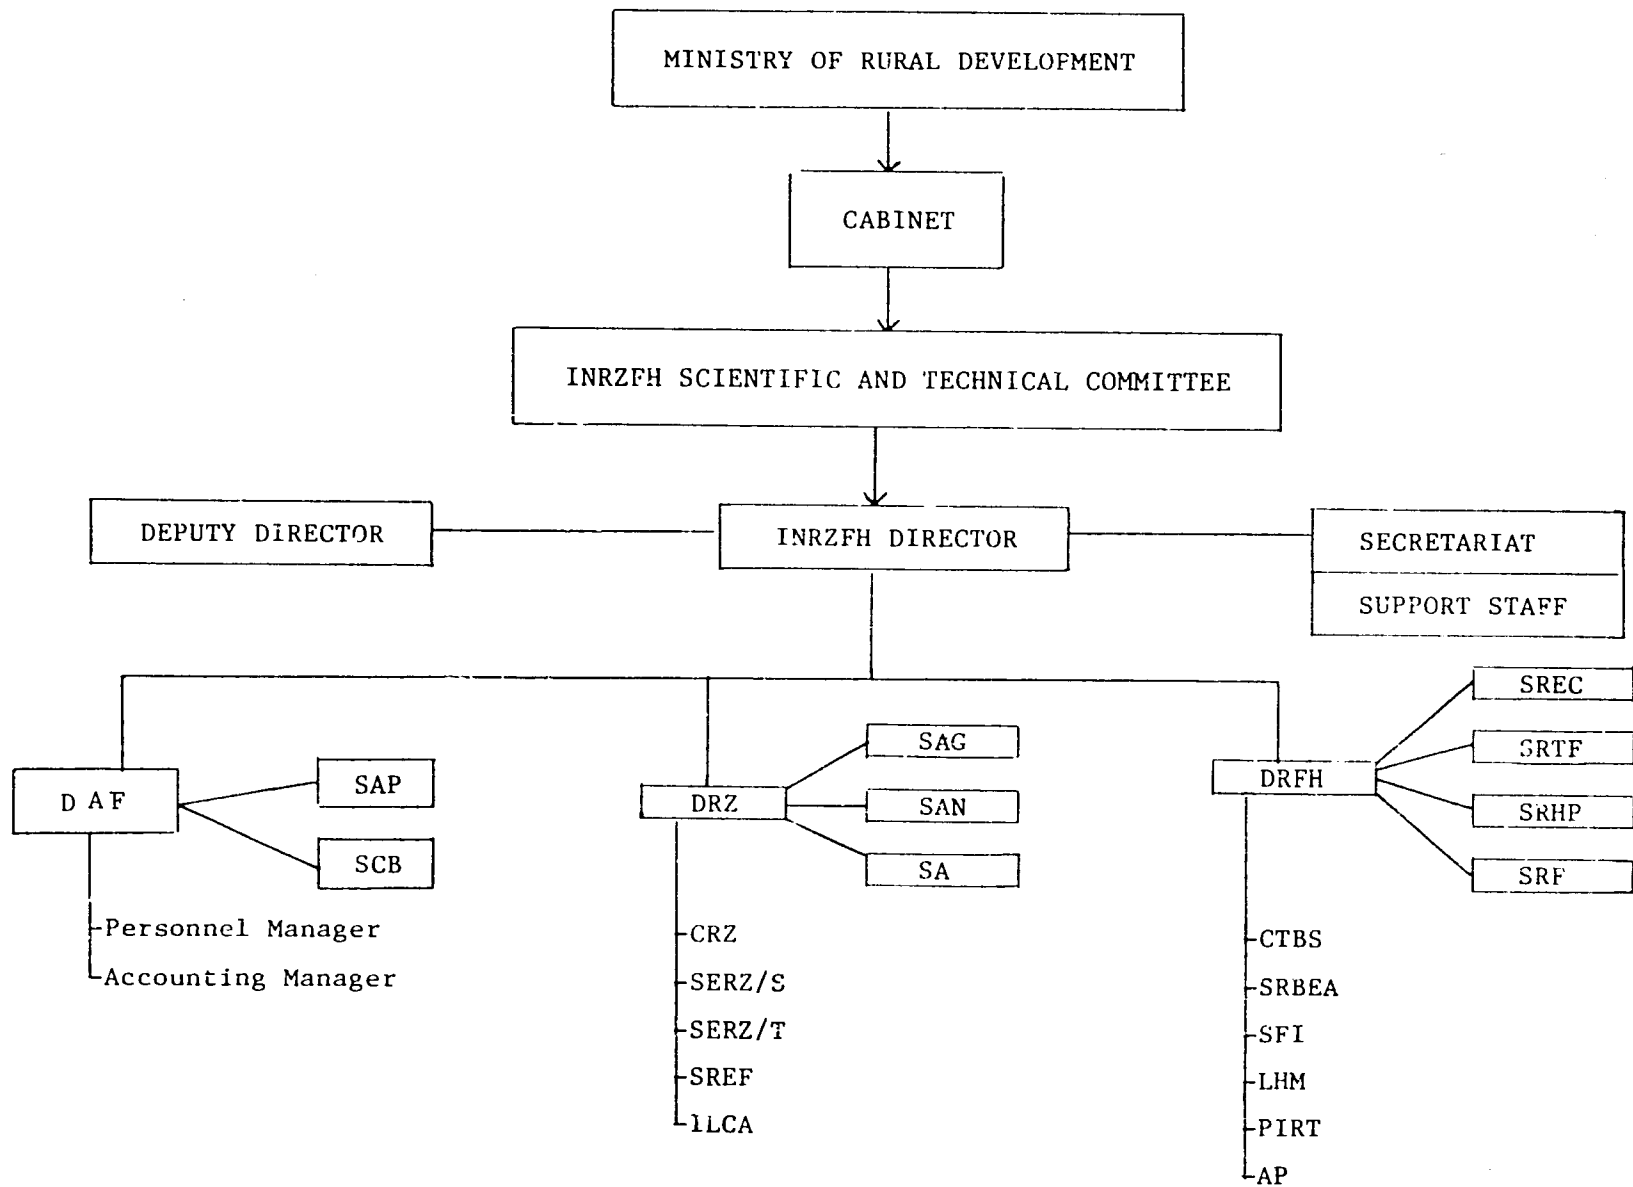 MINISTRY OF RURAL DEVELOPMENT
CABINET
INRZFH SCIENTIFIC AND TECHNICAL COMMITTEE
DEPUTY DIRECTOR
INRZFH DIRECTOR
SECRETARIAT
SUPPORT STAFF
DAF
SAP
SCB
Personnel Manager
Accounting Manager
DRZ
SAG
SAN
SA
CRZ
SERZ/S
SERZ/T
SREF
ILCA
DRFH
SREC
SRTF
SRHP
SRF
CTBS
SRBEA
SFI
LHM
PIRT
AP